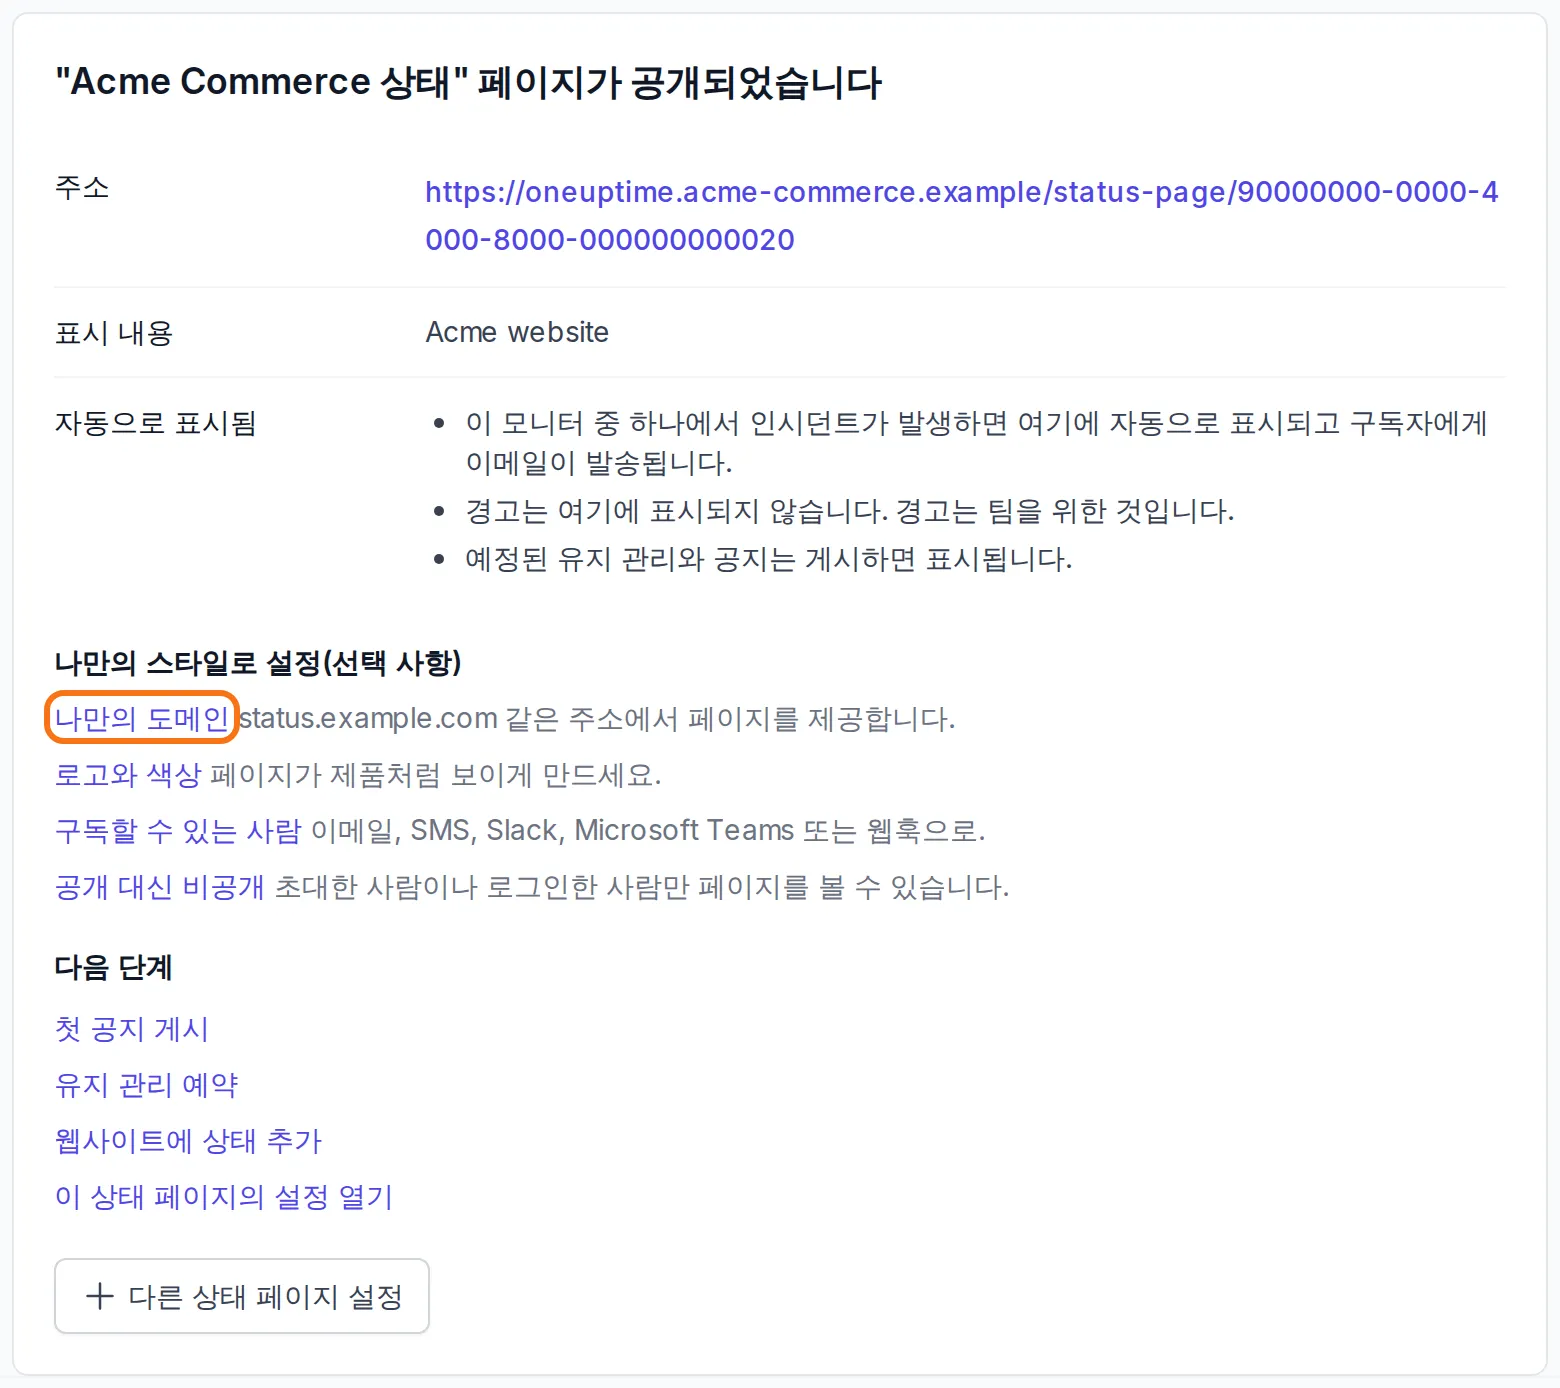 "Acme Commerce 상태" 페이지가 공개되었습니다
주소
https://oneuptime.acme-commerce.example/status-page/90000000-0000-4
000-8000-000000000020
표시 내용
Acme website
자동으로 표시됨
• 이 모니터 중 하나에서 인시던트가 발생하면 여기에 자동으로 표시되고 구독자에게
이메일이 발송됩니다.
• 경고는 여기에 표시되지 않습니다. 경고는 팀을 위한 것입니다.
• 예정된 유지 관리와 공지는 게시하면 표시됩니다.
나만의 스타일로 설정(선택 사항)
나만의 도메인 status.example.com 같은 주소에서 페이지를 제공합니다.
로고와 색상 페이지가 제품처럼 보이게 만드세요.
구독할 수 있는 사람 이메일, SMS, Slack, Microsoft Teams 또는 웹훅으로.
공개 대신 비공개 초대한 사람이나 로그인한 사람만 페이지를 볼 수 있습니다.
다음 단계
첫 공지 게시
유지 관리 예약
웹사이트에 상태 추가
이 상태 페이지의 설정 열기
다른 상태 페이지 설정